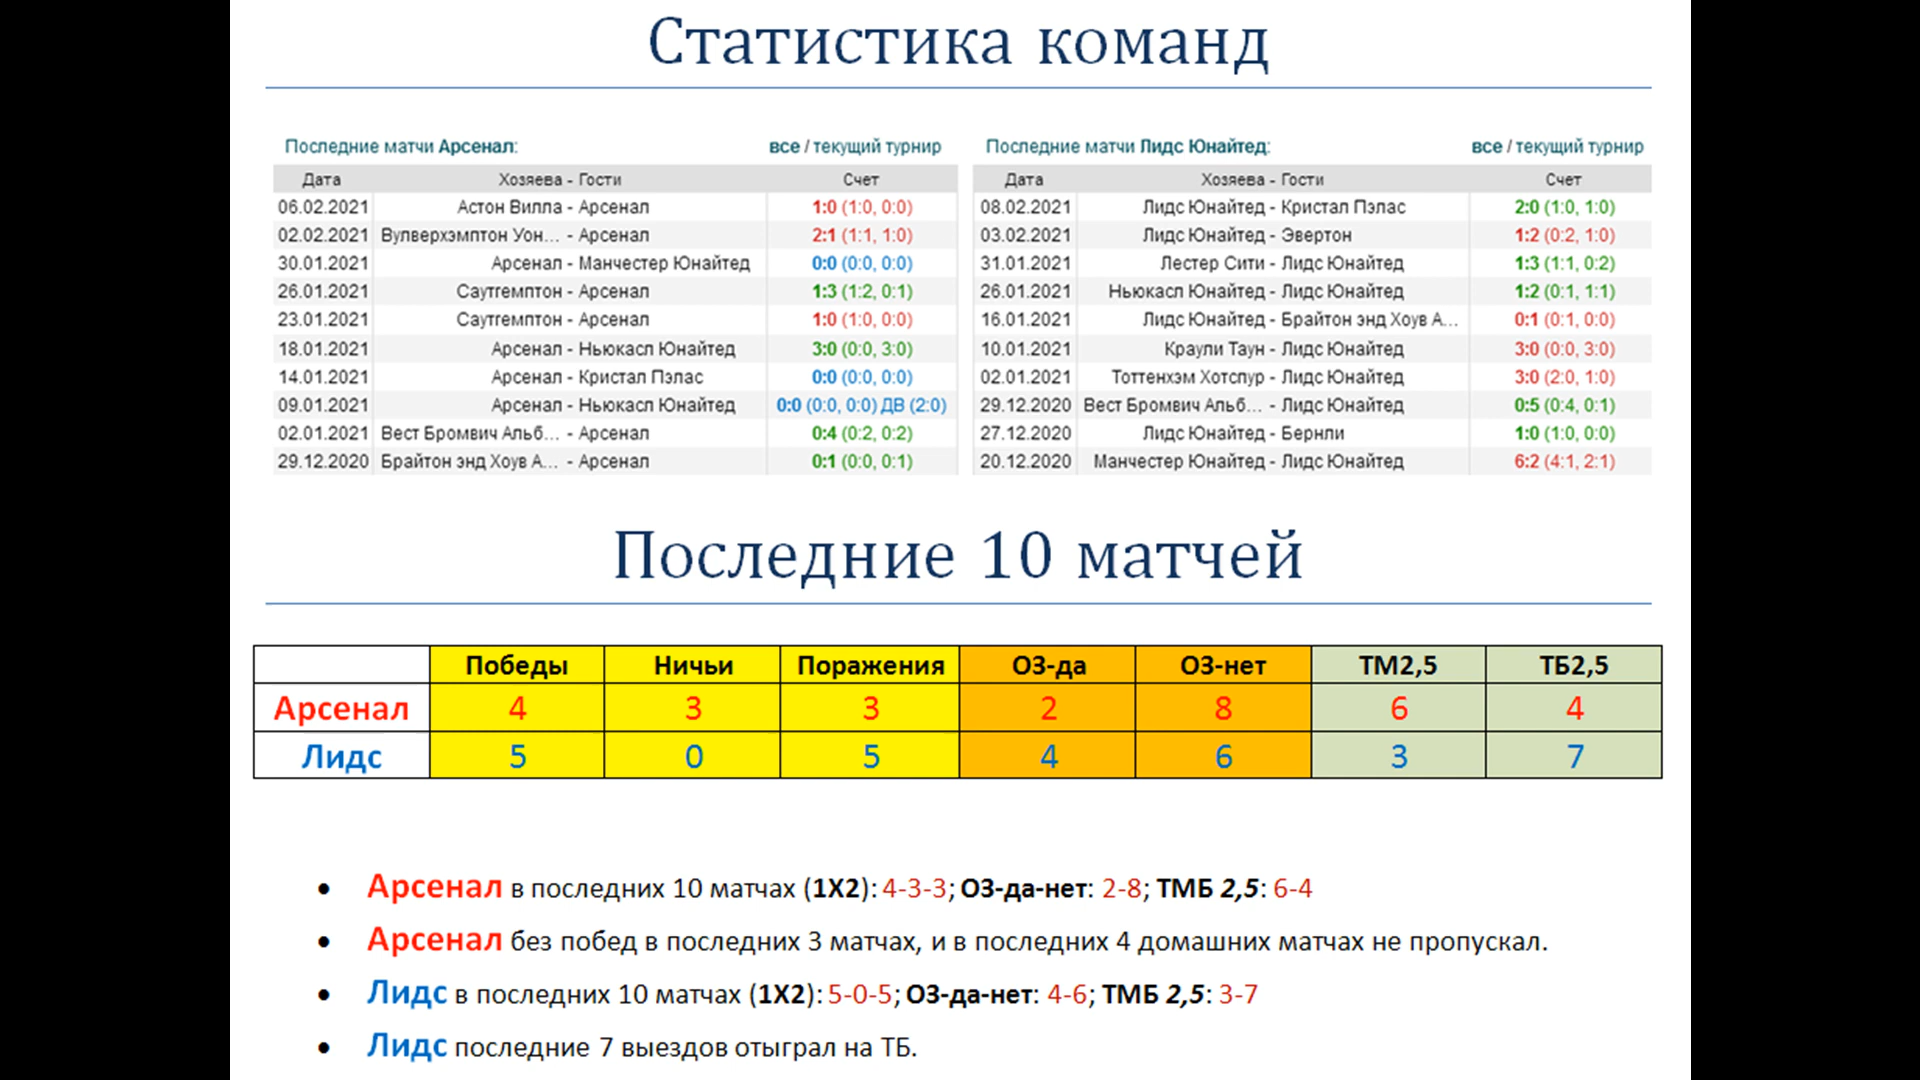 Статистика команд
Последние матчи Арсенал: все / текущий турнир
Дата Хозяева - Гости Счет
06.02.2021 Астон Вилла - Арсенал 1:0 (1:0, 0:0)
02.02.2021 Вулверхэмптон Уон... - Арсенал 2:1 (1:1, 1:0)
30.01.2021 Арсенал - Манчестер Юнайтед 0:0 (0:0, 0:0)
26.01.2021 Саутгемптон - Арсенал 1:3 (1:2, 0:1)
23.01.2021 Саутгемптон - Арсенал 1:0 (1:0, 0:0)
18.01.2021 Арсенал - Ньюкасл Юнайтед 3:0 (0:0, 3:0)
14.01.2021 Арсенал - Кристал Пэлас 0:0 (0:0, 0:0)
09.01.2021 Арсенал - Ньюкасл Юнайтед 0:0 (0:0, 0:0) ДВ (2:0)
02.01.2021 Вест Бромвич Альб... - Арсенал 0:4 (0:2, 0:2)
29.12.2020 Брайтон энд Хоув А... - Арсенал 0:1 (0:0, 0:1)
Последние матчи Лидс Юнайтед: все / текущий турнир
Дата Хозяева - Гости Счет
08.02.2021 Лидс Юнайтед - Кристал Пэлас 2:0 (1:0, 1:0)
03.02.2021 Лидс Юнайтед - Эвертон 1:2 (0:2, 1:0)
31.01.2021 Лестер Сити - Лидс Юнайтед 1:3 (1:1, 0:2)
26.01.2021 Ньюкасл Юнайтед - Лидс Юнайтед 1:2 (0:1, 1:1)
16.01.2021 Лидс Юнайтед - Брайтон энд Хоув А... 0:1 (0:1, 0:0)
10.01.2021 Краули Таун - Лидс Юнайтед 3:0 (0:0, 3:0)
02.01.2021 Тоттенхэм Хотспур - Лидс Юнайтед 3:0 (2:0, 1:0)
29.12.2020 Вест Бромвич Альб... - Лидс Юнайтед 0:5 (0:4, 0:1)
27.12.2020 Лидс Юнайтед - Бернли 1:0 (1:0, 0:0)
20.12.2020 Манчестер Юнайтед - Лидс Юнайтед 6:2 (4:1, 2:1)
Последние 10 матчей
Победы Ничьи Поражения ОЗ-да ОЗ-нет ТМ2,5 ТБ2,5
Арсенал 4 3 3 2 8 6 4
Лидс 5 0 5 4 6 3 7
• Арсенал в последних 10 матчах (1X2): 4-3-3; ОЗ-да-нет: 2-8; ТМБ 2,5: 6-4
• Арсенал без побед в последних 3 матчах, и в последних 4 домашних матчах не пропускал.
• Лидс в последних 10 матчах (1X2): 5-0-5; ОЗ-да-нет: 4-6; ТМБ 2,5: 3-7
• Лидс последние 7 выездов отыграл на ТБ.